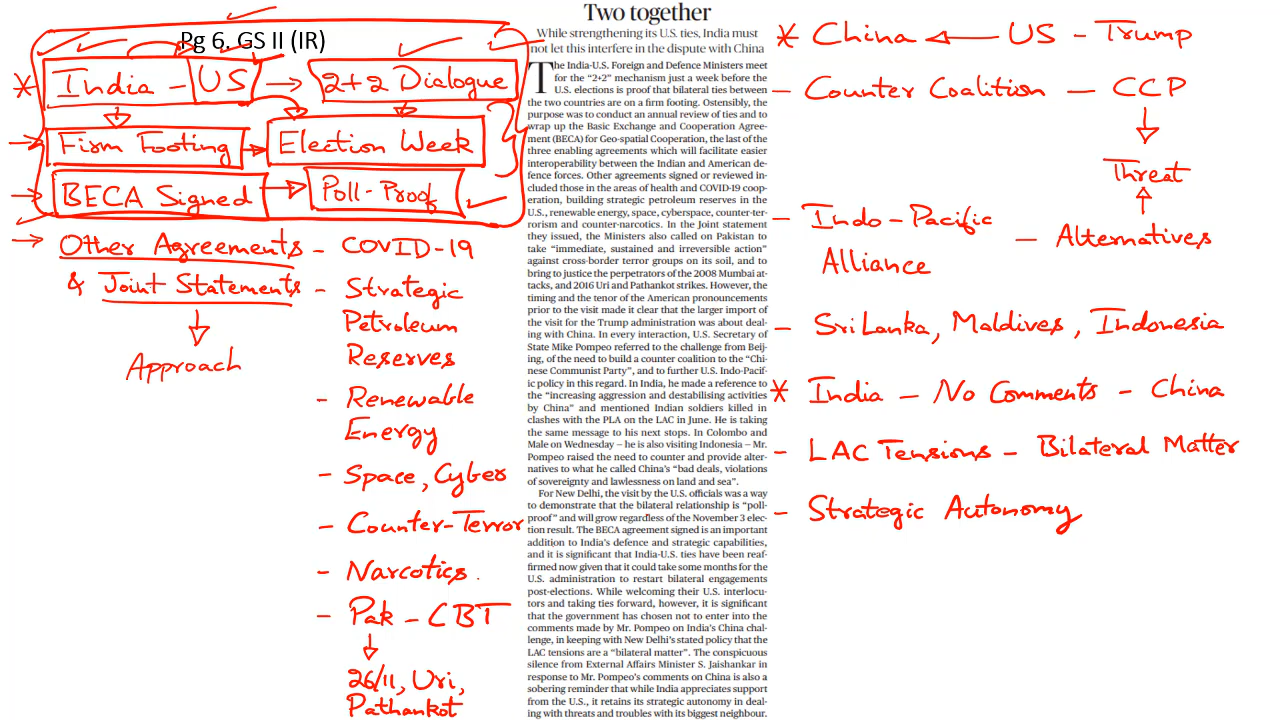 Pg 6, GS II (IR)
* India - US → 2+2 Dialogue
→ Firm Footing → Election Week
→ BECA Signed → Poll-Proof
→ Other Agreements - COVID-19
& Joint Statements - Strategic
Petroleum
Reserves
Approach
- Renewable
Energy
- Space, Cyber
- Counter-Terror
- Narcotics.
- Pak - CBT
26/11, Uri,
Pathankot
Two together
While strengthening its U.S. ties, India must
not let this interfere in the dispute with China
The India-U.S. Foreign and Defence Ministers meet
for the "2+2" mechanism just a week before the
U.S. elections is proof that bilateral ties between
the two countries are on a firm footing. Ostensibly, the
purpose was to conduct an annual review of ties and to
wrap up the Basic Exchange and Cooperation Agree-
ment (BECA) for Geo-spatial Cooperation, the last of the
three enabling agreements which will facilitate easier
interoperability between the Indian and American de-
fence forces. Other agreements signed or reviewed in-
cluded those in the areas of health and COVID-19 coop-
eration, building strategic petroleum reserves in the
U.S., renewable energy, space, cyberspace, counter-ter-
rorism and counter-narcotics. In the Joint statement
they issued, the Ministers also called on Pakistan to
take "immediate, sustained and irreversible action"
against cross-border terror groups on its soil, and to
bring to justice the perpetrators of the 2008 Mumbai at-
tacks, and 2016 Uri and Pathankot strikes. However, the
timing and the tenor of the American pronouncements
prior to the visit made it clear that the larger import of
the visit for the Trump administration was about deal-
ing with China. In every interaction, U.S. Secretary of
State Mike Pompeo referred to the challenge from Beij-
ing, of the need to build a counter coalition to the "Chi-
nese Communist Party", and to further U.S. Indo-Pacif-
ic policy in this regard. In India, he made a reference to
the "increasing aggression and destabilising activities
by China" and mentioned Indian soldiers killed in
clashes with the PLA on the LAC in June. He is taking
the same message to his next stops. In Colombo and
Male on Wednesday – he is also visiting Indonesia – Mr.
Pompeo raised the need to counter and provide alter-
natives to what he called China's "bad deals, violations
of sovereignty and lawlessness on land and sea".
For New Delhi, the visit by the U.S. officials was a way
to demonstrate that the bilateral relationship is "poll-
proof" and will grow regardless of the November 3 elec-
tion result. The BECA agreement signed is an important
addition to India's defence and strategic capabilities,
and it is significant that India-U.S. ties have been reaf-
firmed now given that it could take some months for the
U.S. administration to restart bilateral engagements
post-elections. While welcoming their U.S. interlocu-
tors and taking ties forward, however, it is significant
that the government has chosen not to enter into the
comments made by Mr. Pompeo on India's China chal-
lenge, in keeping with New Delhi's stated policy that the
LAC tensions are a "bilateral matter". The conspicuous
silence from External Affairs Minister S. Jaishankar in
response to Mr. Pompeo's comments on China is also a
sobering reminder that while India appreciates support
from the U.S., it retains its strategic autonomy in deal-
ing with threats and troubles with its biggest neighbour.
* China ← US - Trump
- Counter Coalition - CCP
Threat
- Indo-Pacific - Alternatives
Alliance
- Sri Lanka, Maldives, Indonesia
* India - No Comments - China
- LAC Tensions - Bilateral Matter
- Strategic Autonomy